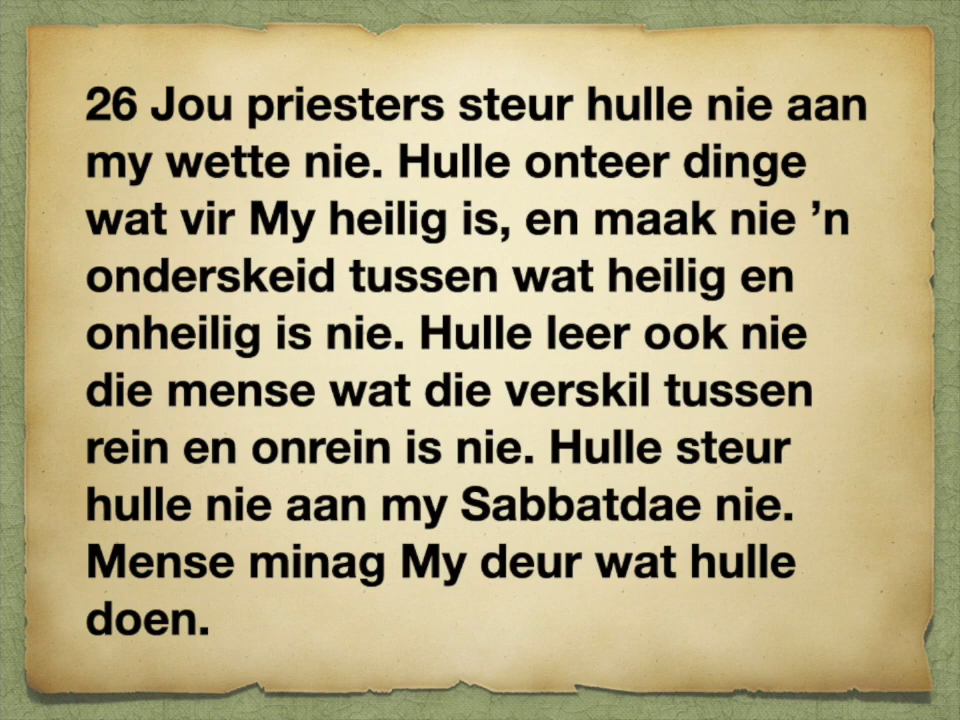 26 Jou priesters steur hulle nie aan
my wette nie. Hulle onteer dinge
wat vir My heilig is, en maak nie ’n
onderskeid tussen wat heilig en
onheilig is nie. Hulle leer ook nie
die mense wat die verskil tussen
rein en onrein is nie. Hulle steur
hulle nie aan my Sabbatdae nie.
Mense minag My deur wat hulle
doen.